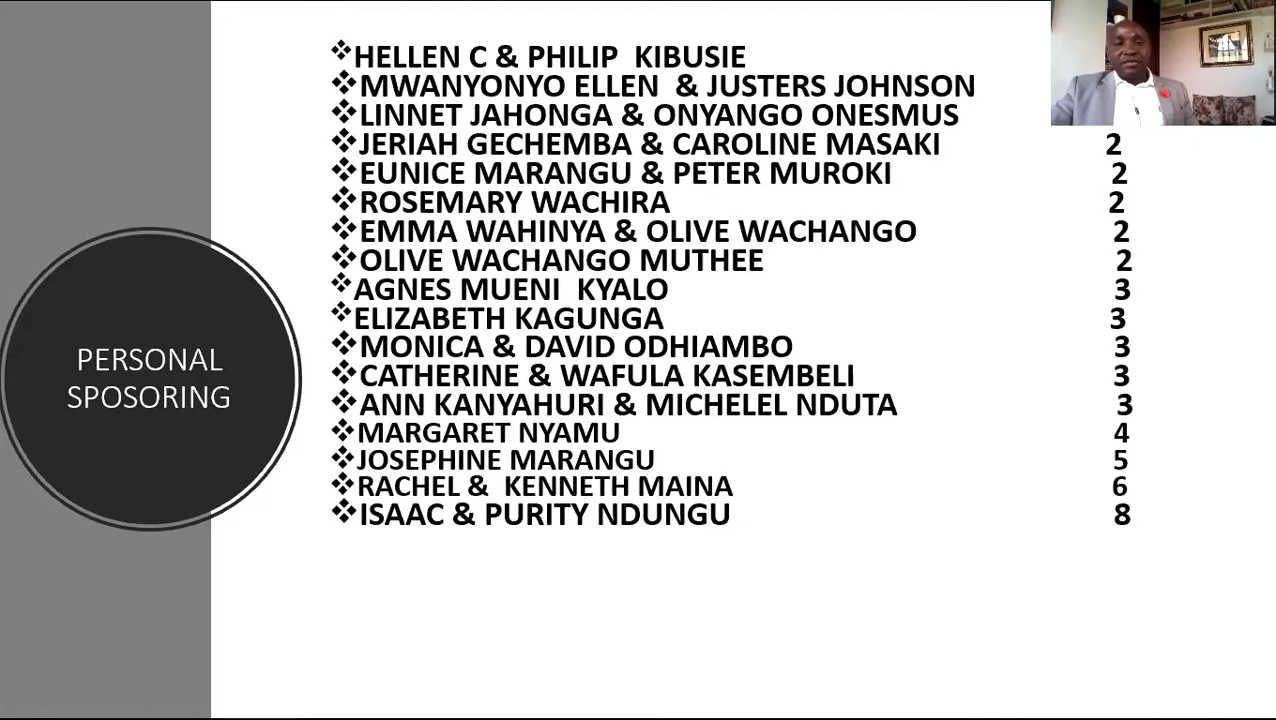 HELLEN C & PHILIP KIBUSIE
MWANYONYO ELLEN & JUSTERS JOHNSON
LINNET JAHONGA & ONYANGO ONESMUS
JERIAH GECHEMBA & CAROLINE MASAKI 2
EUNICE MARANGU & PETER MUROKI 2
ROSEMARY WACHIRA 2
EMMA WAHINYA & OLIVE WACHANGO 2
OLIVE WACHANGO MUTHEE 2
AGNES MUENI KYALO 3
ELIZABETH KAGUNGA 3
MONICA & DAVID ODHIAMBO 3
CATHERINE & WAFULA KASEMBELI 3
ANN KANYAHURI & MICHELEL NDUTA 3
MARGARET NYAMU 4
JOSEPHINE MARANGU 5
RACHEL & KENNETH MAINA 6
ISAAC & PURITY NDUNGU 8
PERSONAL
SPOSORING